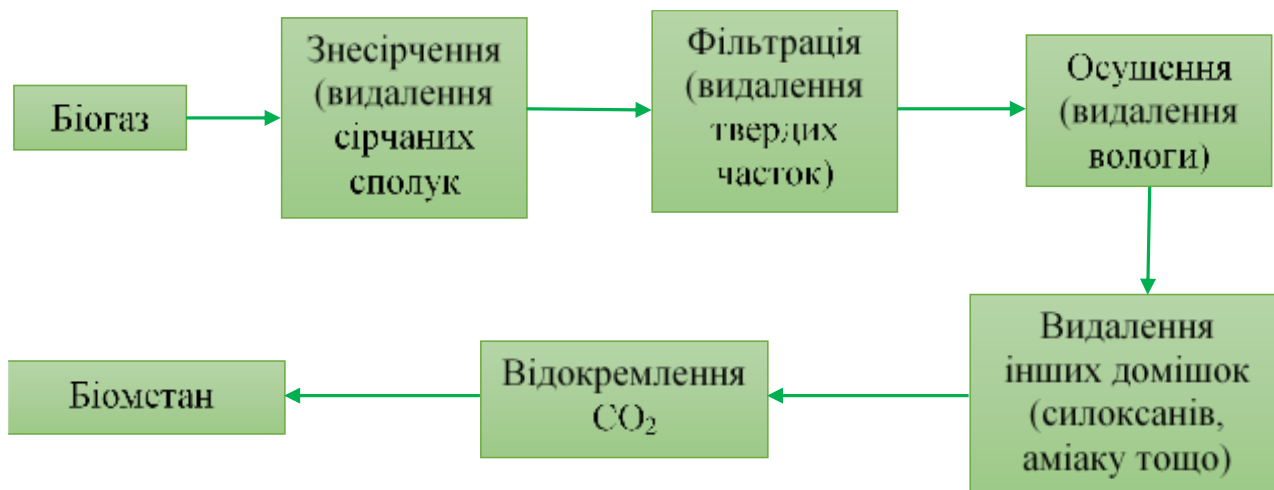 Біогаз
Знесірчення
(видалення
сірчаних
сполук
Фільтрація
(видалення
твердих
часток)
Осушення
(видалення
вологи)
Видалення
інших домішок
(силоксанів,
аміаку тощо)
Відокремлення
CO₂
Біометан